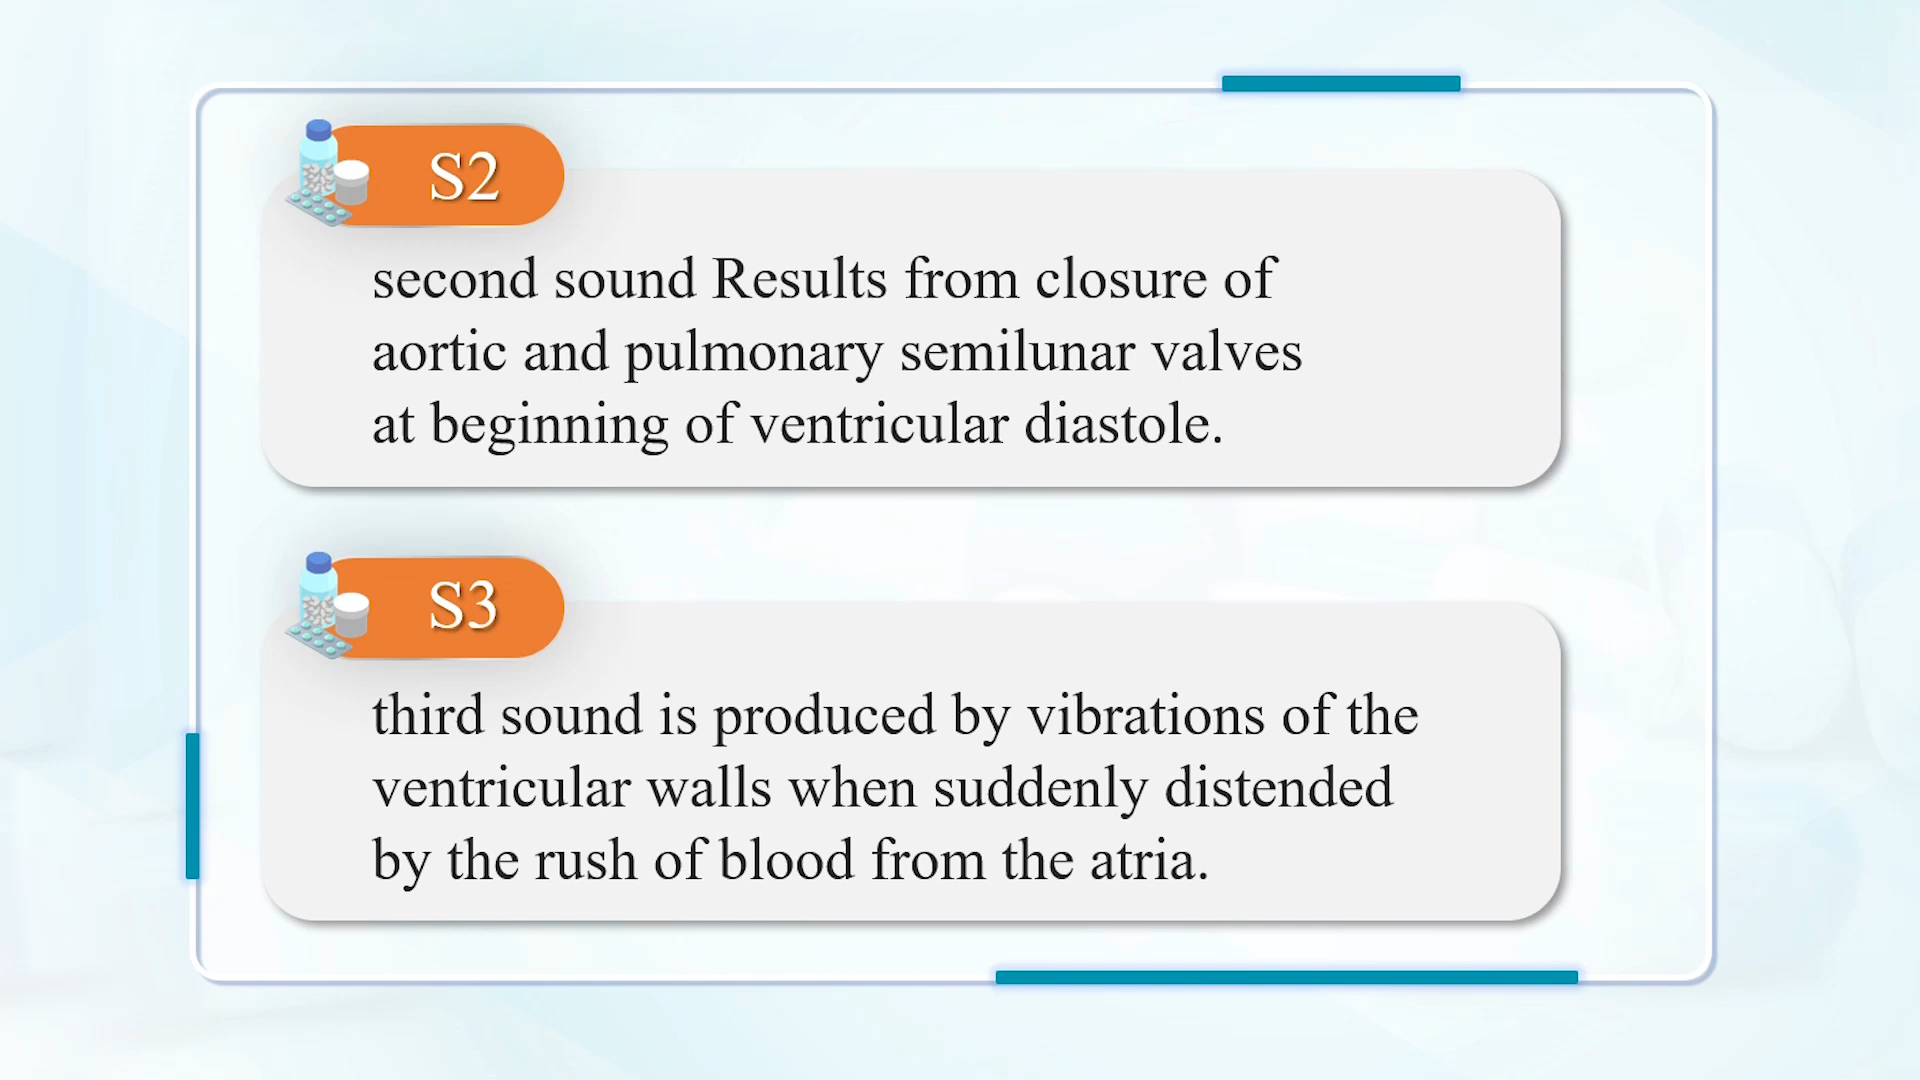 S2
second sound Results from closure of
aortic and pulmonary semilunar valves
at beginning of ventricular diastole.
S3
third sound is produced by vibrations of the
ventricular walls when suddenly distended
by the rush of blood from the atria.